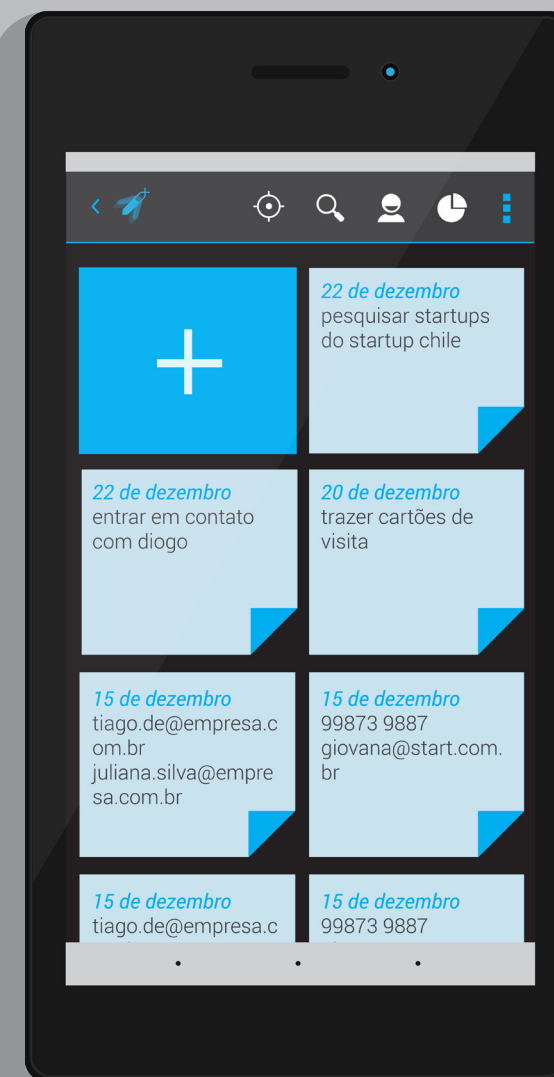 22 de dezembro
pesquisar startups
do startup chile
22 de dezembro
entrar em contato
com diogo
20 de dezembro
trazer cartões de
visita
15 de dezembro
tiago.de@empresa.c
om.br
juliana.silva@empre
sa.com.br
15 de dezembro
99873 9887
giovana@start.com.
br
15 de dezembro
tiago.de@empresa.c
15 de dezembro
99873 9887